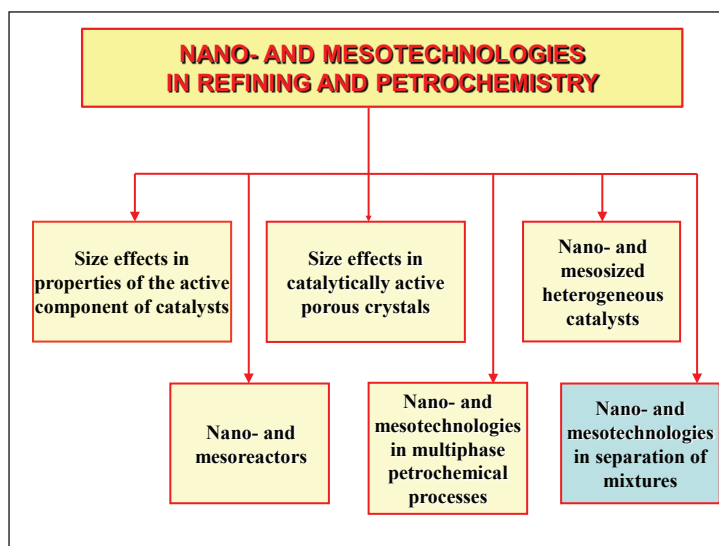 NANO- AND MESOTECHNOLOGIES
IN REFINING AND PETROCHEMISTRY
Size effects in
properties of the active
component of catalysts
Size effects in
catalytically active
porous crystals
Nano- and
mesosized
heterogeneous
catalysts
Nano- and
mesoreactors
Nano- and
mesotechnologies
in multiphase
petrochemical
processes
Nano- and
mesotechnologies
in separation of
mixtures